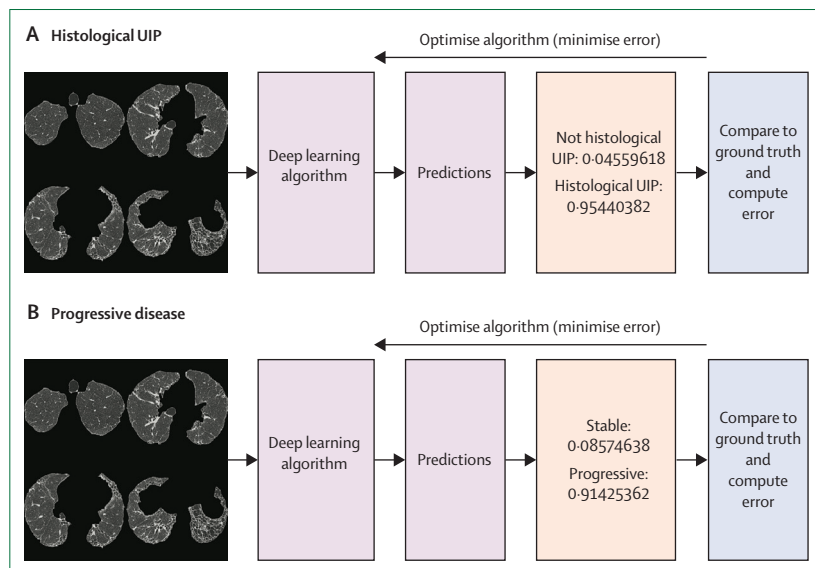 A Histological UIP
Optimise algorithm (minimise error)
Deep learning
algorithm
Predictions
Not histological
UIP: 0·04559618
Histological UIP:
0·95440382
Compare to
ground truth
and
compute
error
B Progressive disease
Optimise algorithm (minimise error)
Deep learning
algorithm
Predictions
Stable:
0·08574638
Progressive:
0·91425362
Compare to
ground truth
and
compute
error